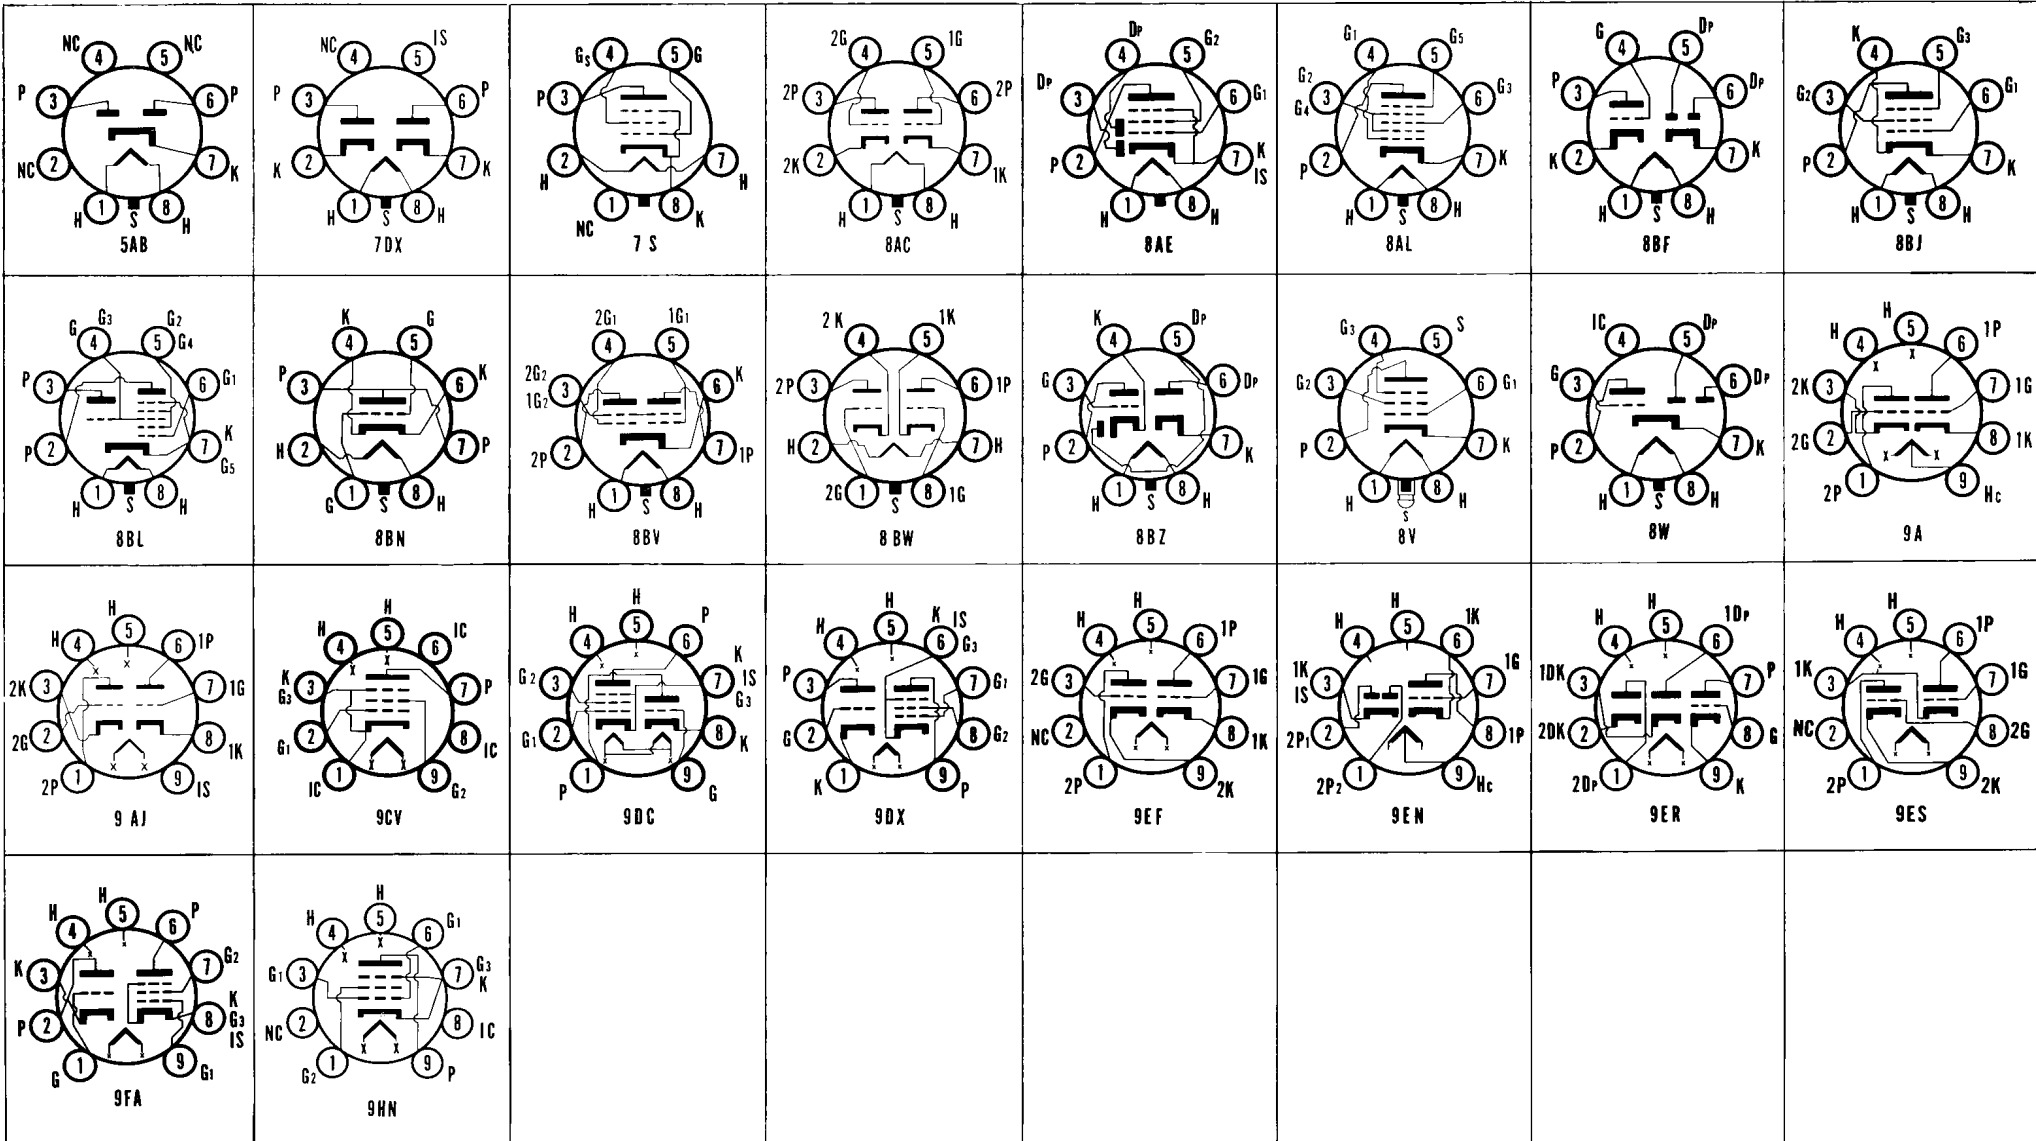 NC NC
4 5
P 3 6 P
NC 2 7 K
H 1 S 8 H
5AB
NC IS
4 5
P 3 6 P
K 2 7 K
H 1 S 8 H
7DX
GS 4 5 G
P 3 6
H 2 7 H
1 8
NC K
7 S
2G 4 5 1G
2P 3 6 2P
2K 2 7 1K
H 1 S 8 H
8AC
DP G2
4 5
DP 3 6 G1
P 2 7 K
IS
H 1 8 H
8AE
G1 G5
4 5
G2 3 6 G3
G4
P 2 7 K
H 1 S 8 H
8AL
G DP
4 5
P 3 6 DP
K 2 7 K
H 1 S 8 H
8BF
K G3
4 5
G2 3 6 G1
P 2 7 K
H 1 S 8 H
8BJ
G G3 G2
4 5 G4
P 3 6 G1
P 2 7 K
G5
H 1 S 8 H
8BL
K G
4 5
P 3 6 K
H 2 7 P
G 1 S 8 H
8BN
2G1 1G1
4 5
2G2 3 6 K
1G2
2P 2 7 1P
H 1 S 8 H
8BV
2K 1K
4 5
2P 3 6 1P
H 2 7 H
2G 1 S 8 1G
8BW
K DP
4 5
G 3 6 DP
P 2 7 K
H 1 S 8 H
8BZ
G3 S
4 5
G2 3 6 G1
P 2 7 K
H 1 8 H
S
8V
IC DP
4 5
G 3 6 DP
P 2 7 K
H 1 S 8 H
8W
H
H 5 1P
4 X 6
X
2K 3 7 1G
2G 2 8 1K
X X
2P 1 9 HC
9A
H
H 5 1P
4 X 6
X
2K 3 7 1G
2G 2 8 1K
X X
2P 1 9 IS
9AJ
H
H 5 IC
4 X 6
X
K 3 7 P
G3
G1 2 8 IC
X X
IC 1 9 G2
9CV
H
H 5 P
4 X 6
X
G2 3 7 K
IS
G3
G1 2 8 K
X X
P 1 9 G
9DC
H
H 5 K IS
4 X 6 G3
X
P 3 7 G1
G 2 8 G2
X X
K 1 9 P
9DX
H
H 5 1P
4 X 6
X
2G 3 7 1G
NC 2 8 1K
X X
2P 1 9 2K
9EF
H
H 5 1K
4 6
1K 3 7 1G
IS
2P1 2 8 1P
X X
2P2 1 9 HC
9EN
H
H 5 1DP
4 X 6
X
1DK 3 7 P
2DK 2 8 G
X X
2DP 1 9 K
9ER
H
H 5 1P
4 X 6
X
1K 3 7 1G
NC 2 8 2G
X X
2P 1 9 2K
9ES
H
H 5 P
4 X 6
X
K 3 7 G2
P 2 8 K
G3
IS
X X
G 1 9 G1
9FA
H
H 5 G1
4 X 6
X
G1 3 7 G3
K
NC 2 8 IC
X X
G2 1 9 P
9HN